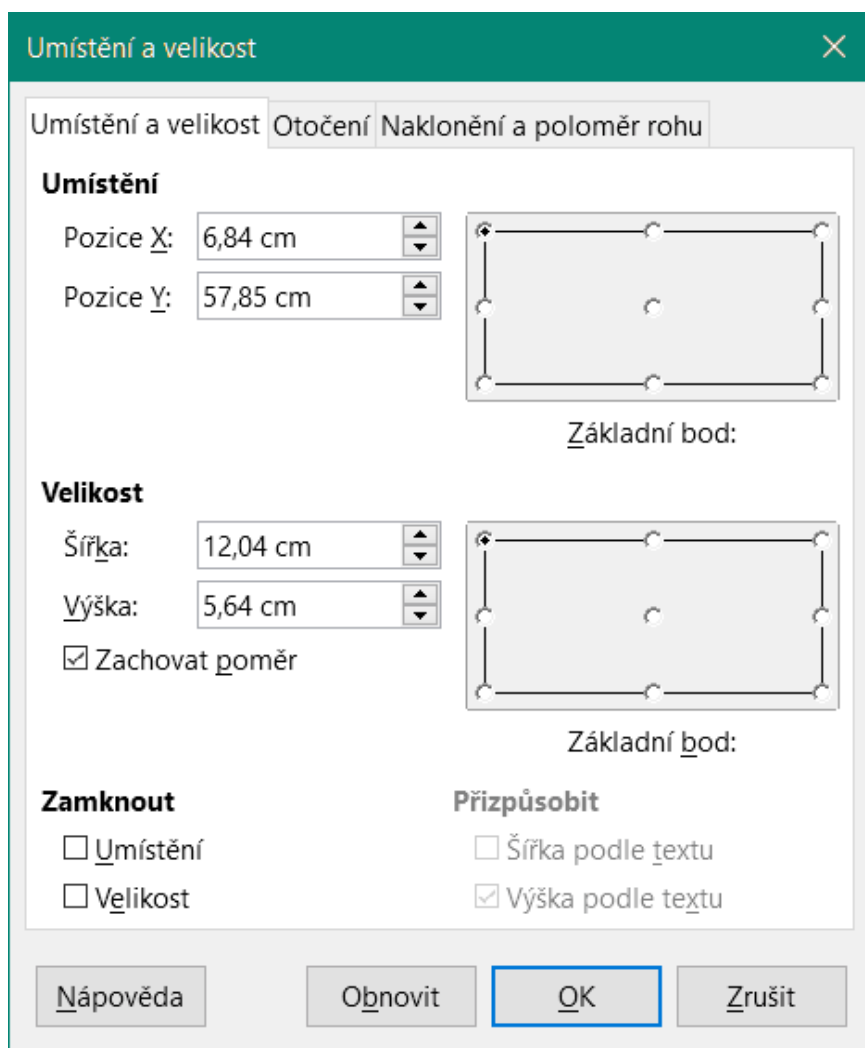 Umístění a velikost
Umístění a velikost Otočení Naklonění a poloměr rohu
Umístění
Pozice X: 6,84 cm
Pozice Y: 57,85 cm
Základní bod:
Velikost
Šířka: 12,04 cm
Výška: 5,64 cm
Zachovat poměr
Základní bod:
Zamknout Přizpůsobit
Umístění Šířka podle textu
Velikost Výška podle textu
Nápověda Obnovit OK Zrušit